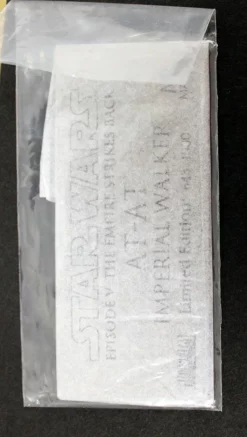 STAR WARS
EPISODE V THE EMPIRE STRIKES BACK
AT-AT
IMPERIAL WALKER
Limited Edition